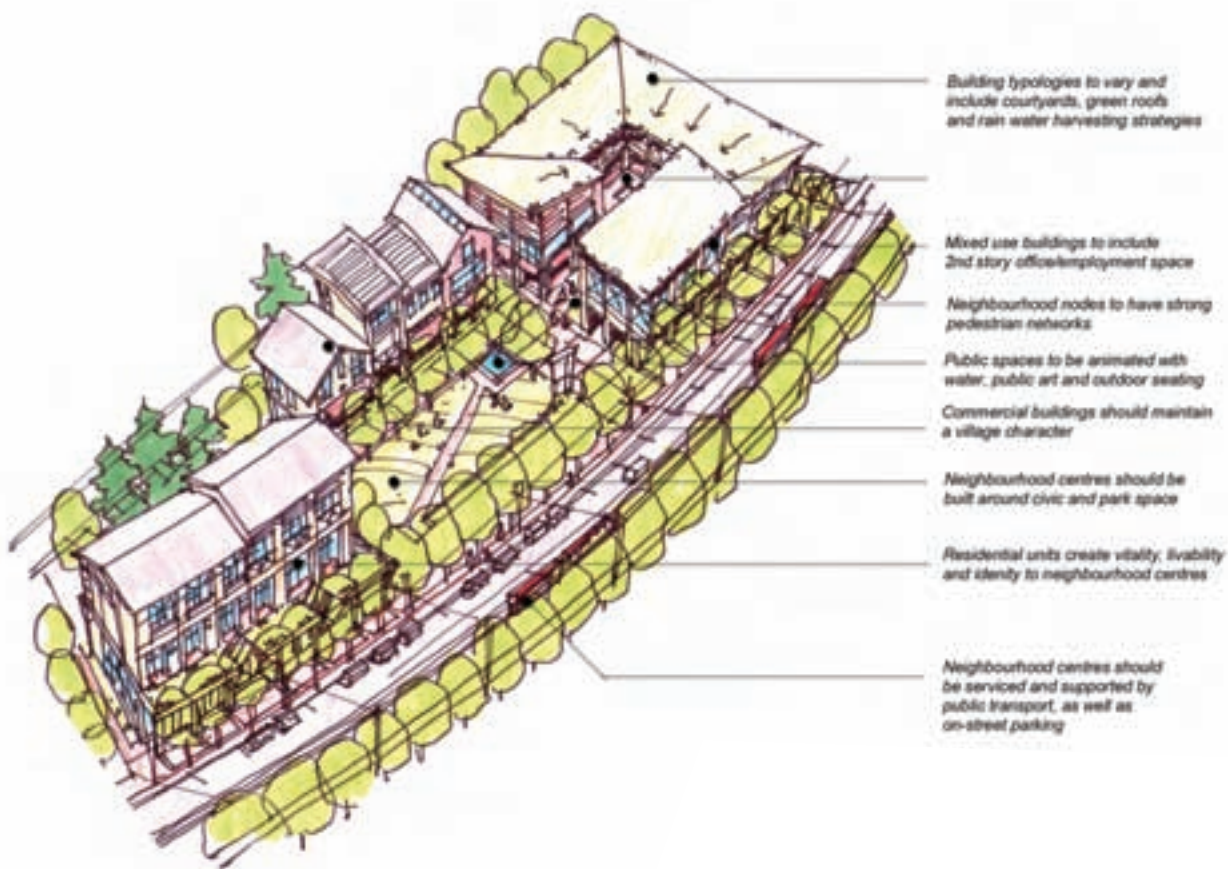 Building typologies to vary and
include courtyards, green roofs
and rain water harvesting strategies
Mixed use buildings to include
2nd story office/employment space
Neighbourhood nodes to have strong
pedestrian networks
Public spaces to be animated with
water, public art and outdoor seating
Commercial buildings should maintain
a village character
Neighbourhood centres should be
built around civic and park space
Residential units create vitality, livability
and idenity to neighbourhood centres
Neighbourhood centres should
be serviced and supported by
public transport, as well as
on-street parking